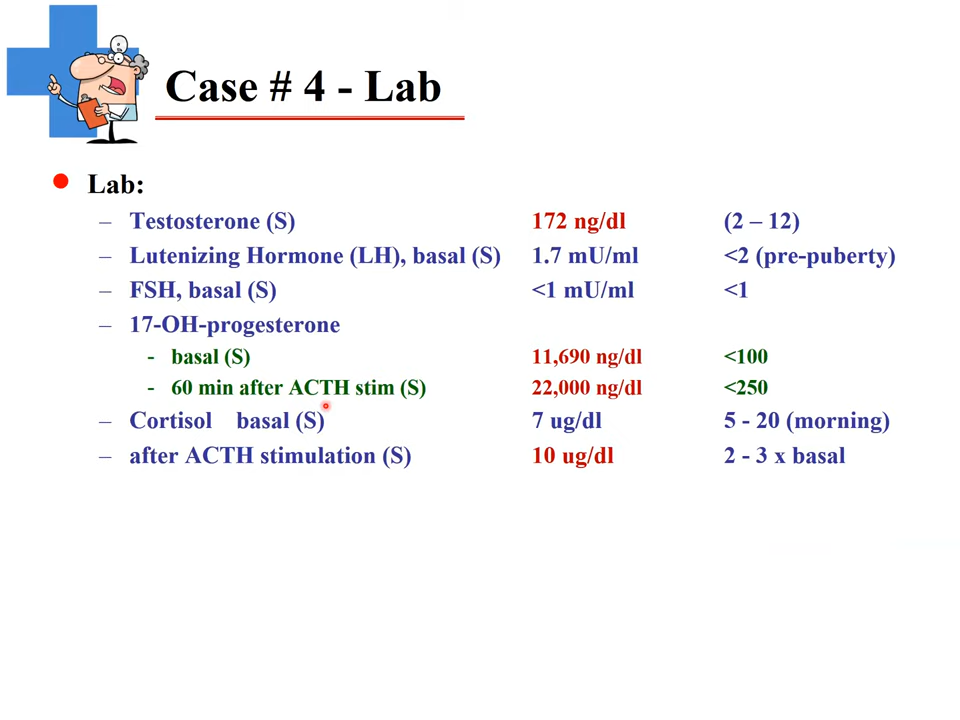 Case # 4 - Lab
Lab:
– Testosterone (S) 172 ng/dl (2 – 12)
– Lutenizing Hormone (LH), basal (S) 1.7 mU/ml <2 (pre-puberty)
– FSH, basal (S) <1 mU/ml <1
– 17-OH-progesterone
- basal (S) 11,690 ng/dl <100
- 60 min after ACTH stim (S) 22,000 ng/dl <250
– Cortisol basal (S) 7 ug/dl 5 - 20 (morning)
– after ACTH stimulation (S) 10 ug/dl 2 - 3 x basal